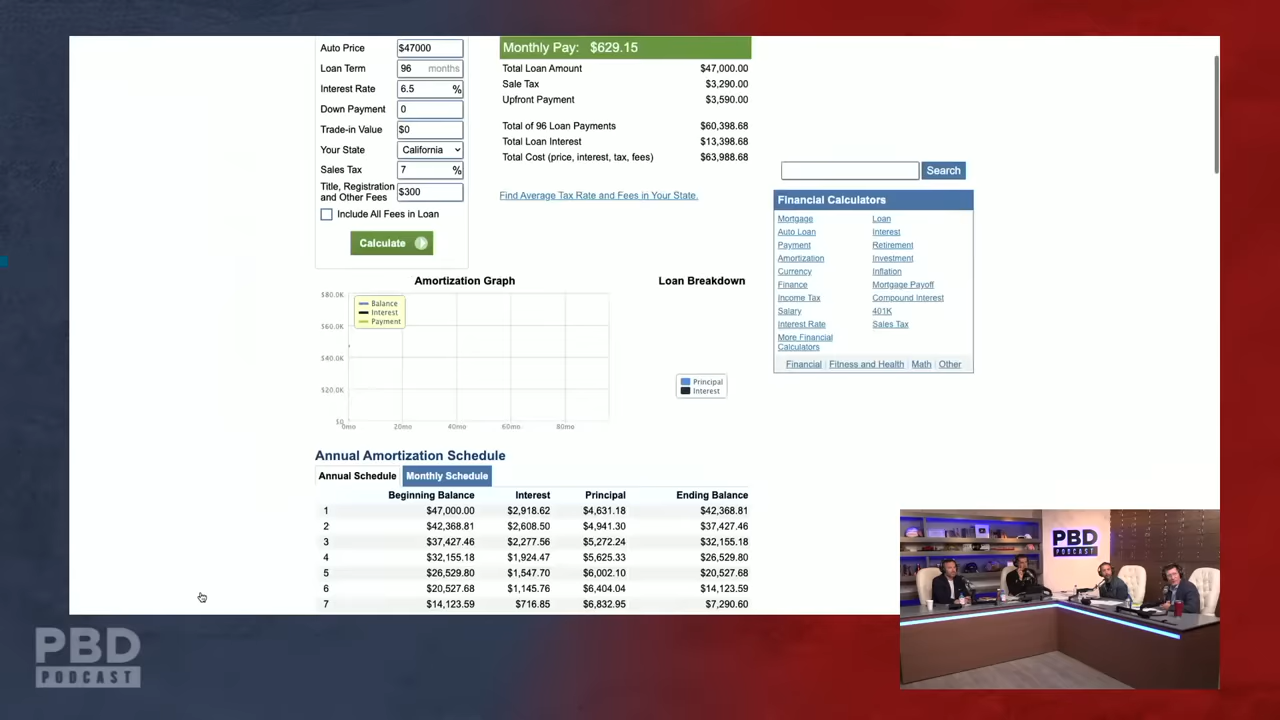 Auto Price $47000
Loan Term 96 months
Interest Rate 6.5 %
Down Payment 0
Trade-in Value $0
Your State California
Sales Tax 7 %
Title, Registration
and Other Fees $300
Include All Fees in Loan
Calculate
Monthly Pay: $629.15
Total Loan Amount $47,000.00
Sale Tax $3,290.00
Upfront Payment $3,590.00
Total of 96 Loan Payments $60,398.68
Total Loan Interest $13,398.68
Total Cost (price, interest, tax, fees) $63,988.68
Find Average Tax Rate and Fees in Your State.
Search
Financial Calculators
Mortgage Loan
Auto Loan Interest
Payment Retirement
Amortization Investment
Currency Inflation
Finance Mortgage Payoff
Income Tax Compound Interest
Salary 401K
Interest Rate Sales Tax
More Financial
Calculators
Financial | Fitness and Health | Math | Other
Amortization Graph
$80.0K
$60.0K
$40.0K
$20.0K
$0
0mo 20mo 40mo 60mo 80mo
Balance
Interest
Payment
Loan Breakdown
Principal
Interest
Annual Amortization Schedule
Annual Schedule Monthly Schedule
Beginning Balance Interest Principal Ending Balance
1 $47,000.00 $2,918.62 $4,631.18 $42,368.81
2 $42,368.81 $2,608.50 $4,941.30 $37,427.46
3 $37,427.46 $2,277.56 $5,272.24 $32,155.18
4 $32,155.18 $1,924.47 $5,625.33 $26,529.80
5 $26,529.80 $1,547.70 $6,002.10 $20,527.68
6 $20,527.68 $1,145.76 $6,404.04 $14,123.59
7 $14,123.59 $716.85 $6,832.95 $7,290.60
PBD
PODCAST
PBD
PODCAST